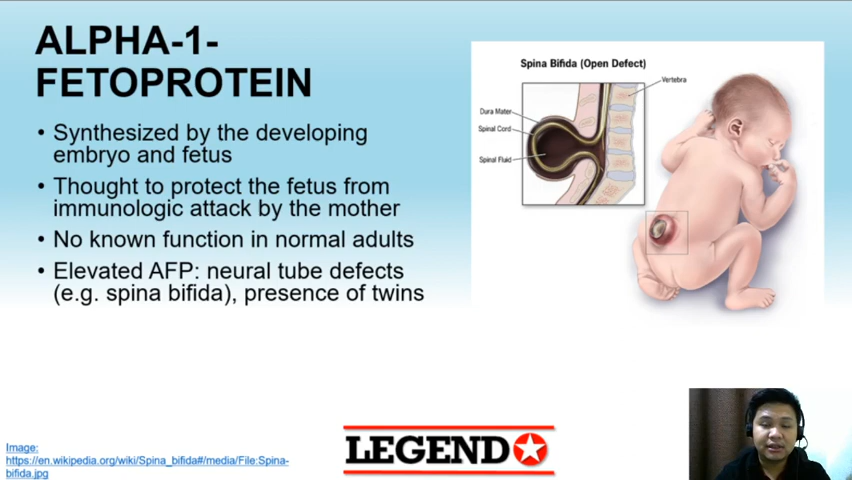 ALPHA-1-
FETOPROTEIN
• Synthesized by the developing
embryo and fetus
• Thought to protect the fetus from
immunologic attack by the mother
• No known function in normal adults
• Elevated AFP: neural tube defects
(e.g. spina bifida), presence of twins
Spina Bifida (Open Defect)
Vertebra
Dura Mater
Spinal Cord
Spinal Fluid
Image:
https://en.wikipedia.org/wiki/Spina_bifida#/media/File:Spina-
bifida.jpg
LEGEND